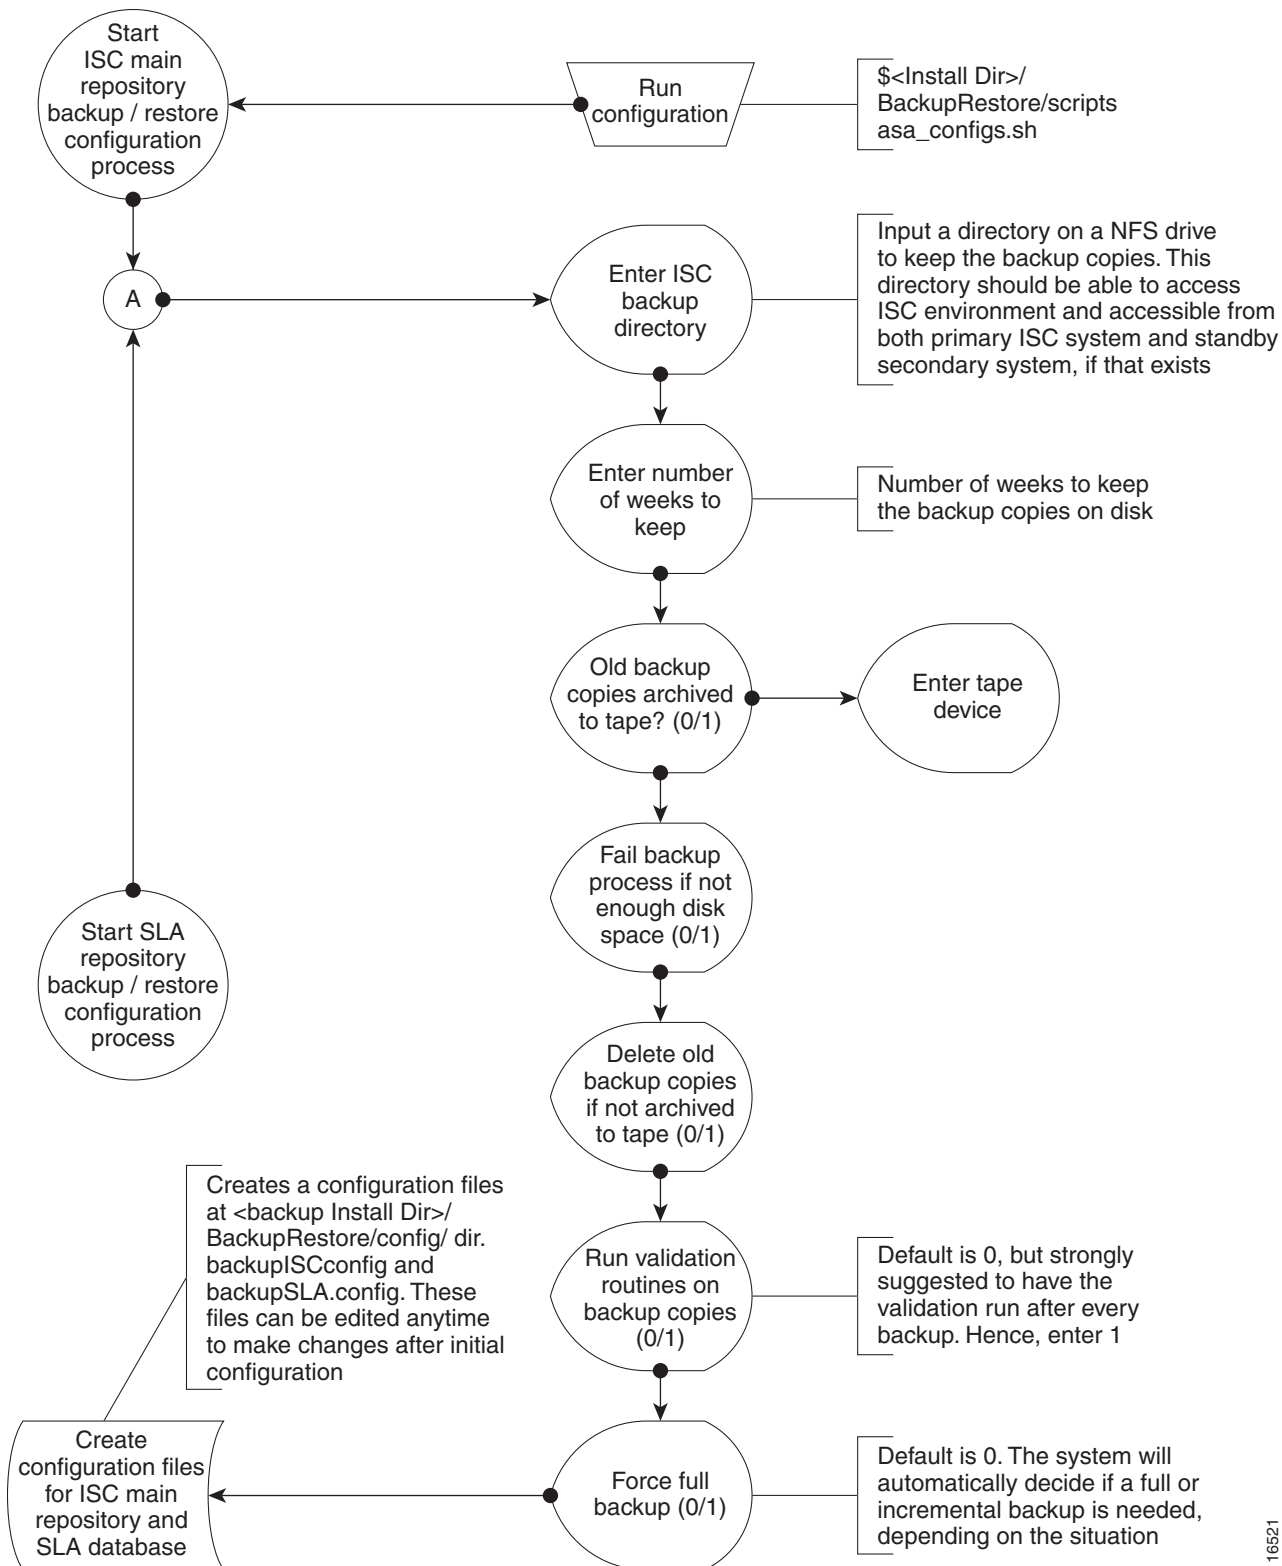 Start
ISC main
repository
backup / restore
configuration
process
Run
configuration
$<Install Dir>/
BackupRestore/scripts
asa_configs.sh
A
Enter ISC
backup
directory
Input a directory on a NFS drive
to keep the backup copies. This
directory should be able to access
ISC environment and accessible from
both primary ISC system and standby
secondary system, if that exists
Enter number
of weeks to
keep
Number of weeks to keep
the backup copies on disk
Old backup
copies archived
to tape? (0/1)
Enter tape
device
Fail backup
process if not
enough disk
space (0/1)
Start SLA
repository
backup / restore
configuration
process
Delete old
backup copies
if not archived
to tape (0/1)
Creates a configuration files
at <backup Install Dir>/
BackupRestore/config/ dir.
backupISCconfig and
backupSLA.config. These
files can be edited anytime
to make changes after initial
configuration
Run validation
routines on
backup copies
(0/1)
Default is 0, but strongly
suggested to have the
validation run after every
backup. Hence, enter 1
Create
configuration files
for ISC main
repository and
SLA database
Force full
backup (0/1)
Default is 0. The system will
automatically decide if a full or
incremental backup is needed,
depending on the situation
16521